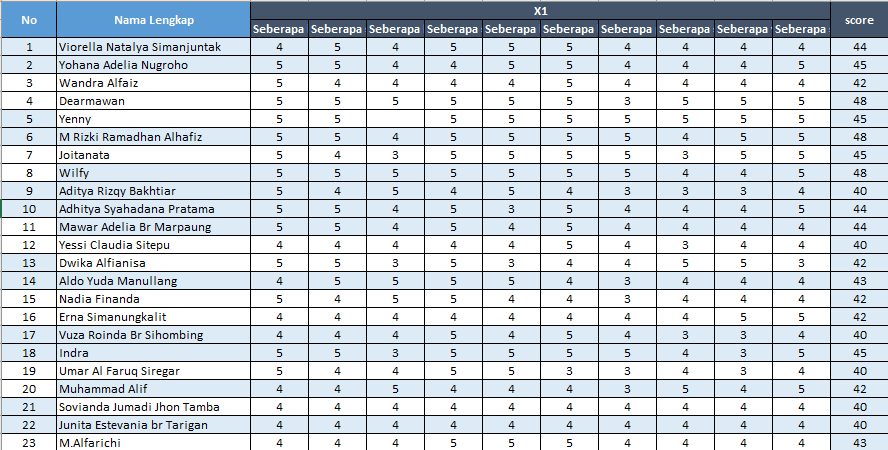 No Nama Lengkap X1 score
Seberapa Seberapa Seberapa Seberapa Seberapa Seberapa Seberapa Seberapa Seberapa Seberapa
1 Viorella Natalya Simanjuntak 4 5 4 5 5 5 4 4 4 4 44
2 Yohana Adelia Nugroho 5 5 4 4 5 5 4 4 4 5 45
3 Wandra Alfaiz 5 4 4 4 4 5 4 4 4 4 42
4 Dearmawan 5 5 5 5 5 5 3 5 5 5 48
5 Yenny 5 5 5 5 5 5 5 5 5 45
6 M Rizki Ramadhan Alhafiz 5 5 4 5 5 5 5 4 5 5 48
7 Joitanata 5 4 3 5 5 5 5 3 5 5 45
8 Wilfy 5 5 5 5 5 5 5 4 4 5 48
9 Aditya Rizqy Bakhtiar 5 4 5 4 5 4 3 3 3 4 40
10 Adhitya Syahadana Pratama 5 5 4 5 3 5 4 4 4 5 44
11 Mawar Adelia Br Marpaung 5 5 4 5 4 5 4 4 4 4 44
12 Yessi Claudia Sitepu 4 4 4 4 4 5 4 3 4 4 40
13 Dwika Alfianisa 5 5 3 5 3 4 4 5 5 3 42
14 Aldo Yuda Manullang 4 5 5 5 5 4 3 4 4 4 43
15 Nadia Finanda 5 4 5 5 4 4 3 4 4 4 42
16 Erna Simanungkalit 4 4 4 4 4 4 4 4 5 5 42
17 Vuza Roinda Br Sihombing 4 4 4 5 4 5 4 3 3 4 40
18 Indra 5 5 3 5 5 5 5 4 3 5 45
19 Umar Al Faruq Siregar 5 4 4 5 5 3 3 4 3 4 40
20 Muhammad Alif 4 4 5 4 4 4 3 5 4 5 42
21 Sovianda Jumadi Jhon Tamba 4 4 4 4 4 4 4 4 4 4 40
22 Junita Estevania br Tarigan 4 4 4 4 4 4 4 4 4 4 40
23 M.Alfarichi 4 4 4 5 5 5 4 4 4 4 43